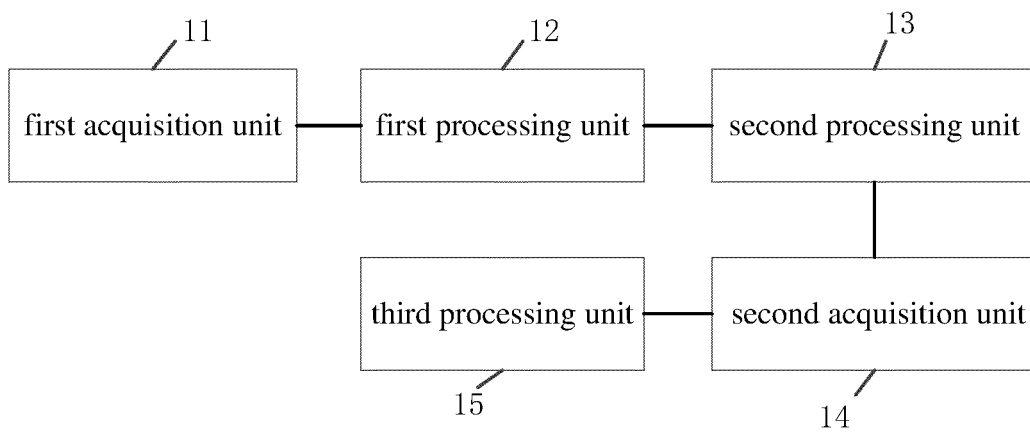 11
12
13
first acquisition unit
first processing unit
second processing unit
third processing unit
second acquisition unit
15
14